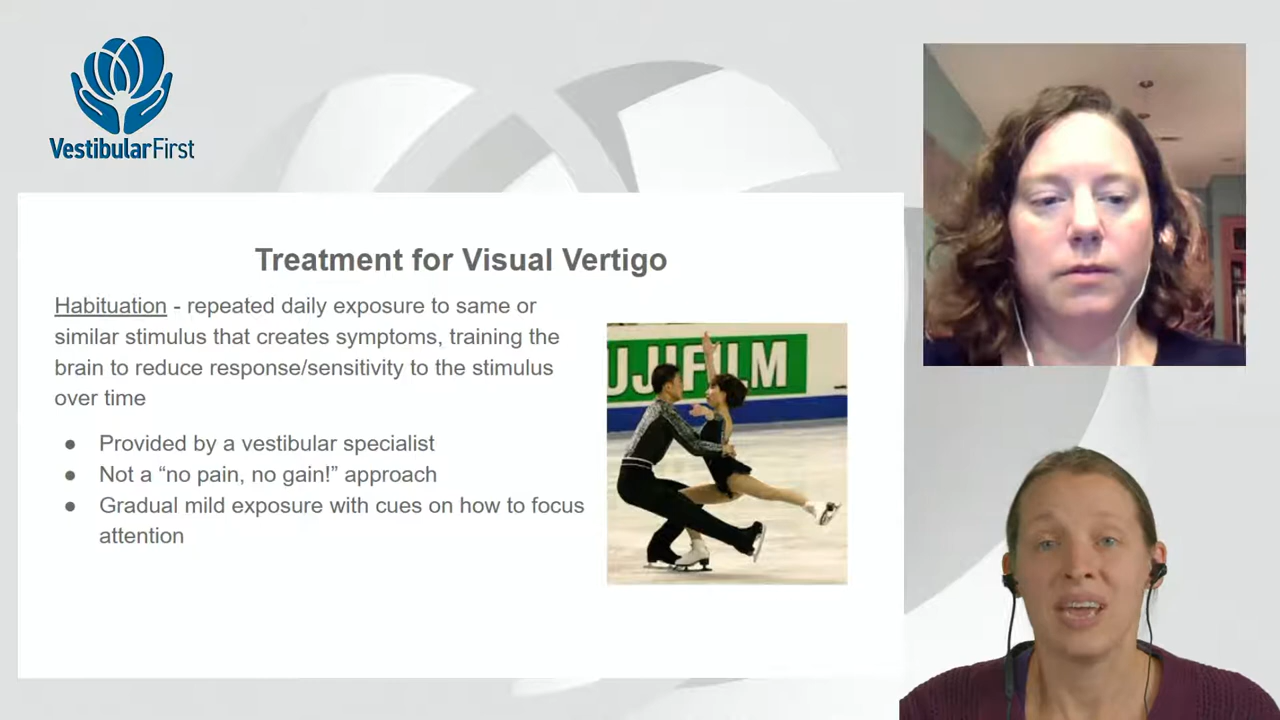 VestibularFirst
Treatment for Visual Vertigo
Habituation - repeated daily exposure to same or
similar stimulus that creates symptoms, training the
brain to reduce response/sensitivity to the stimulus
over time
● Provided by a vestibular specialist
● Not a “no pain, no gain!” approach
● Gradual mild exposure with cues on how to focus
attention
UJIFILM